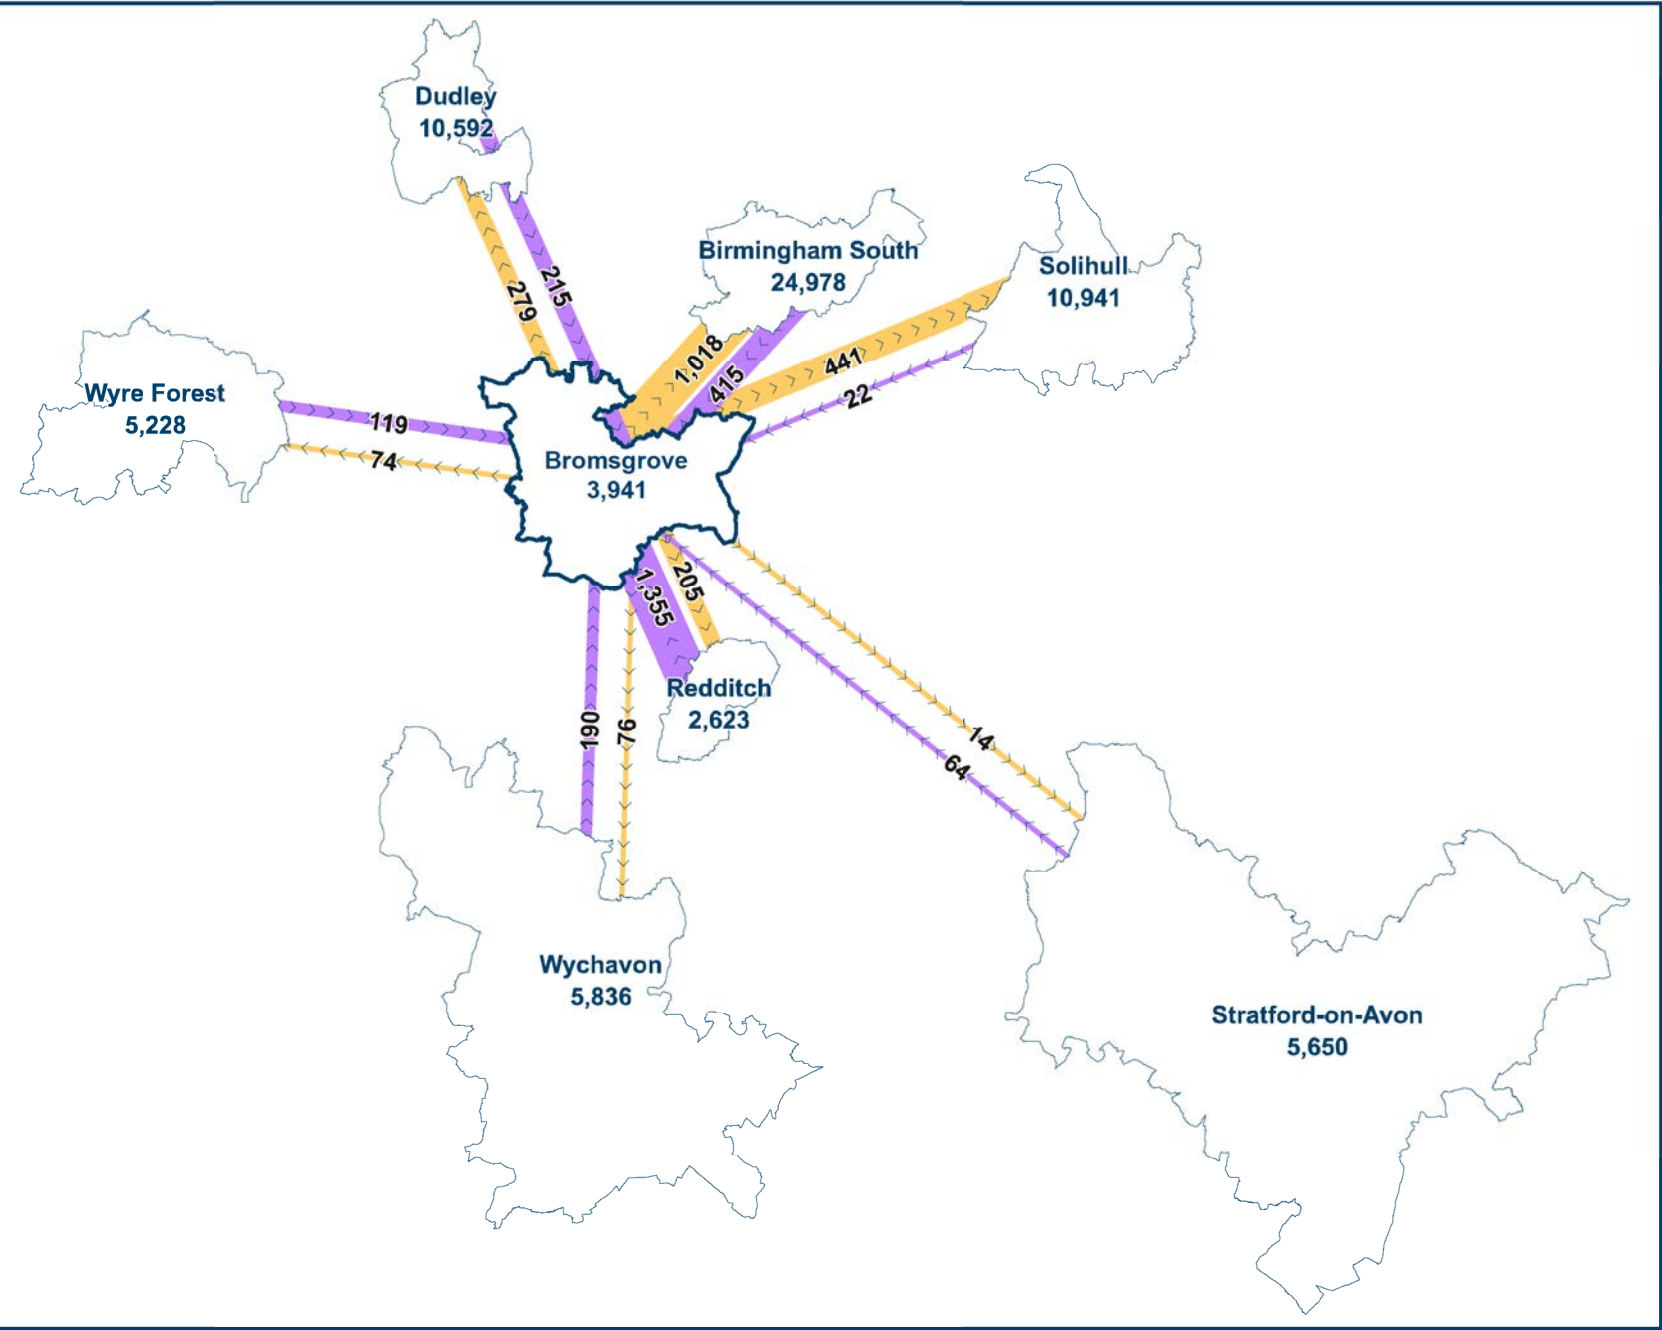 Dudley
10,592
Birmingham South
24,978
Solihull
10,941
279
215
1,018
415
441
22
Wyre Forest
5,228
119
74
Bromsgrove
3,941
1,355
205
Redditch
2,623
190
76
14
64
Wychavon
5,836
Stratford-on-Avon
5,650